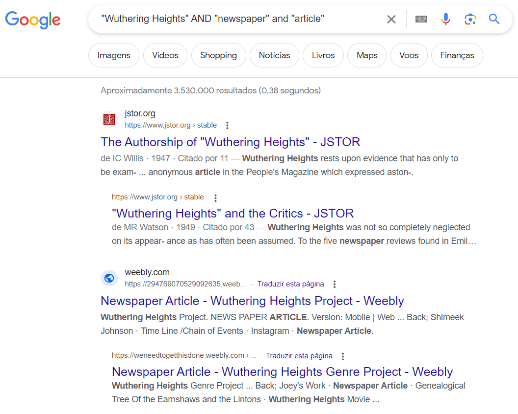 Google
"Wuthering Heights" AND "newspaper" and "article"
Imagens Videos Shopping Notícias Livros Maps Voos Finanças
Aproximadamente 3.530.000 resultados (0,38 segundos)
jstor.org
https://www.jstor.org › stable
The Authorship of "Wuthering Heights" - JSTOR
de IC Willis · 1947 · Citado por 11 — Wuthering Heights rests upon evidence that has only to
be exam- ... anonymous article in the People's Magazine which expressed aston-.
https://www.jstor.org › stable
"Wuthering Heights" and the Critics - JSTOR
de MR Watson · 1949 · Citado por 43 — Wuthering Heights was not so completely neglected
on its appear- ance as has often been assumed. To the five newspaper reviews found in Emil...
weebly.com
https://294769070529092635.weeb... · Traduzir esta página
Newspaper Article - Wuthering Heights Project - Weebly
Wuthering Heights Project. NEWS PAPER ARTICLE. Version: Mobile | Web ... Back; Shimeek
Johnson · Time Line /Chain of Events · Instagram · Newspaper Article.
https://weneedtogetthisdone.weebly.com › ... Traduzir esta página
Newspaper Article - Wuthering Heights Genre Project - Weebly
Wuthering Heights Genre Project ... Back; Joey's Work · Newspaper Article · Genealogical
Tree Of the Earnshaws and the Lintons · Wuthering Heights Movie ...